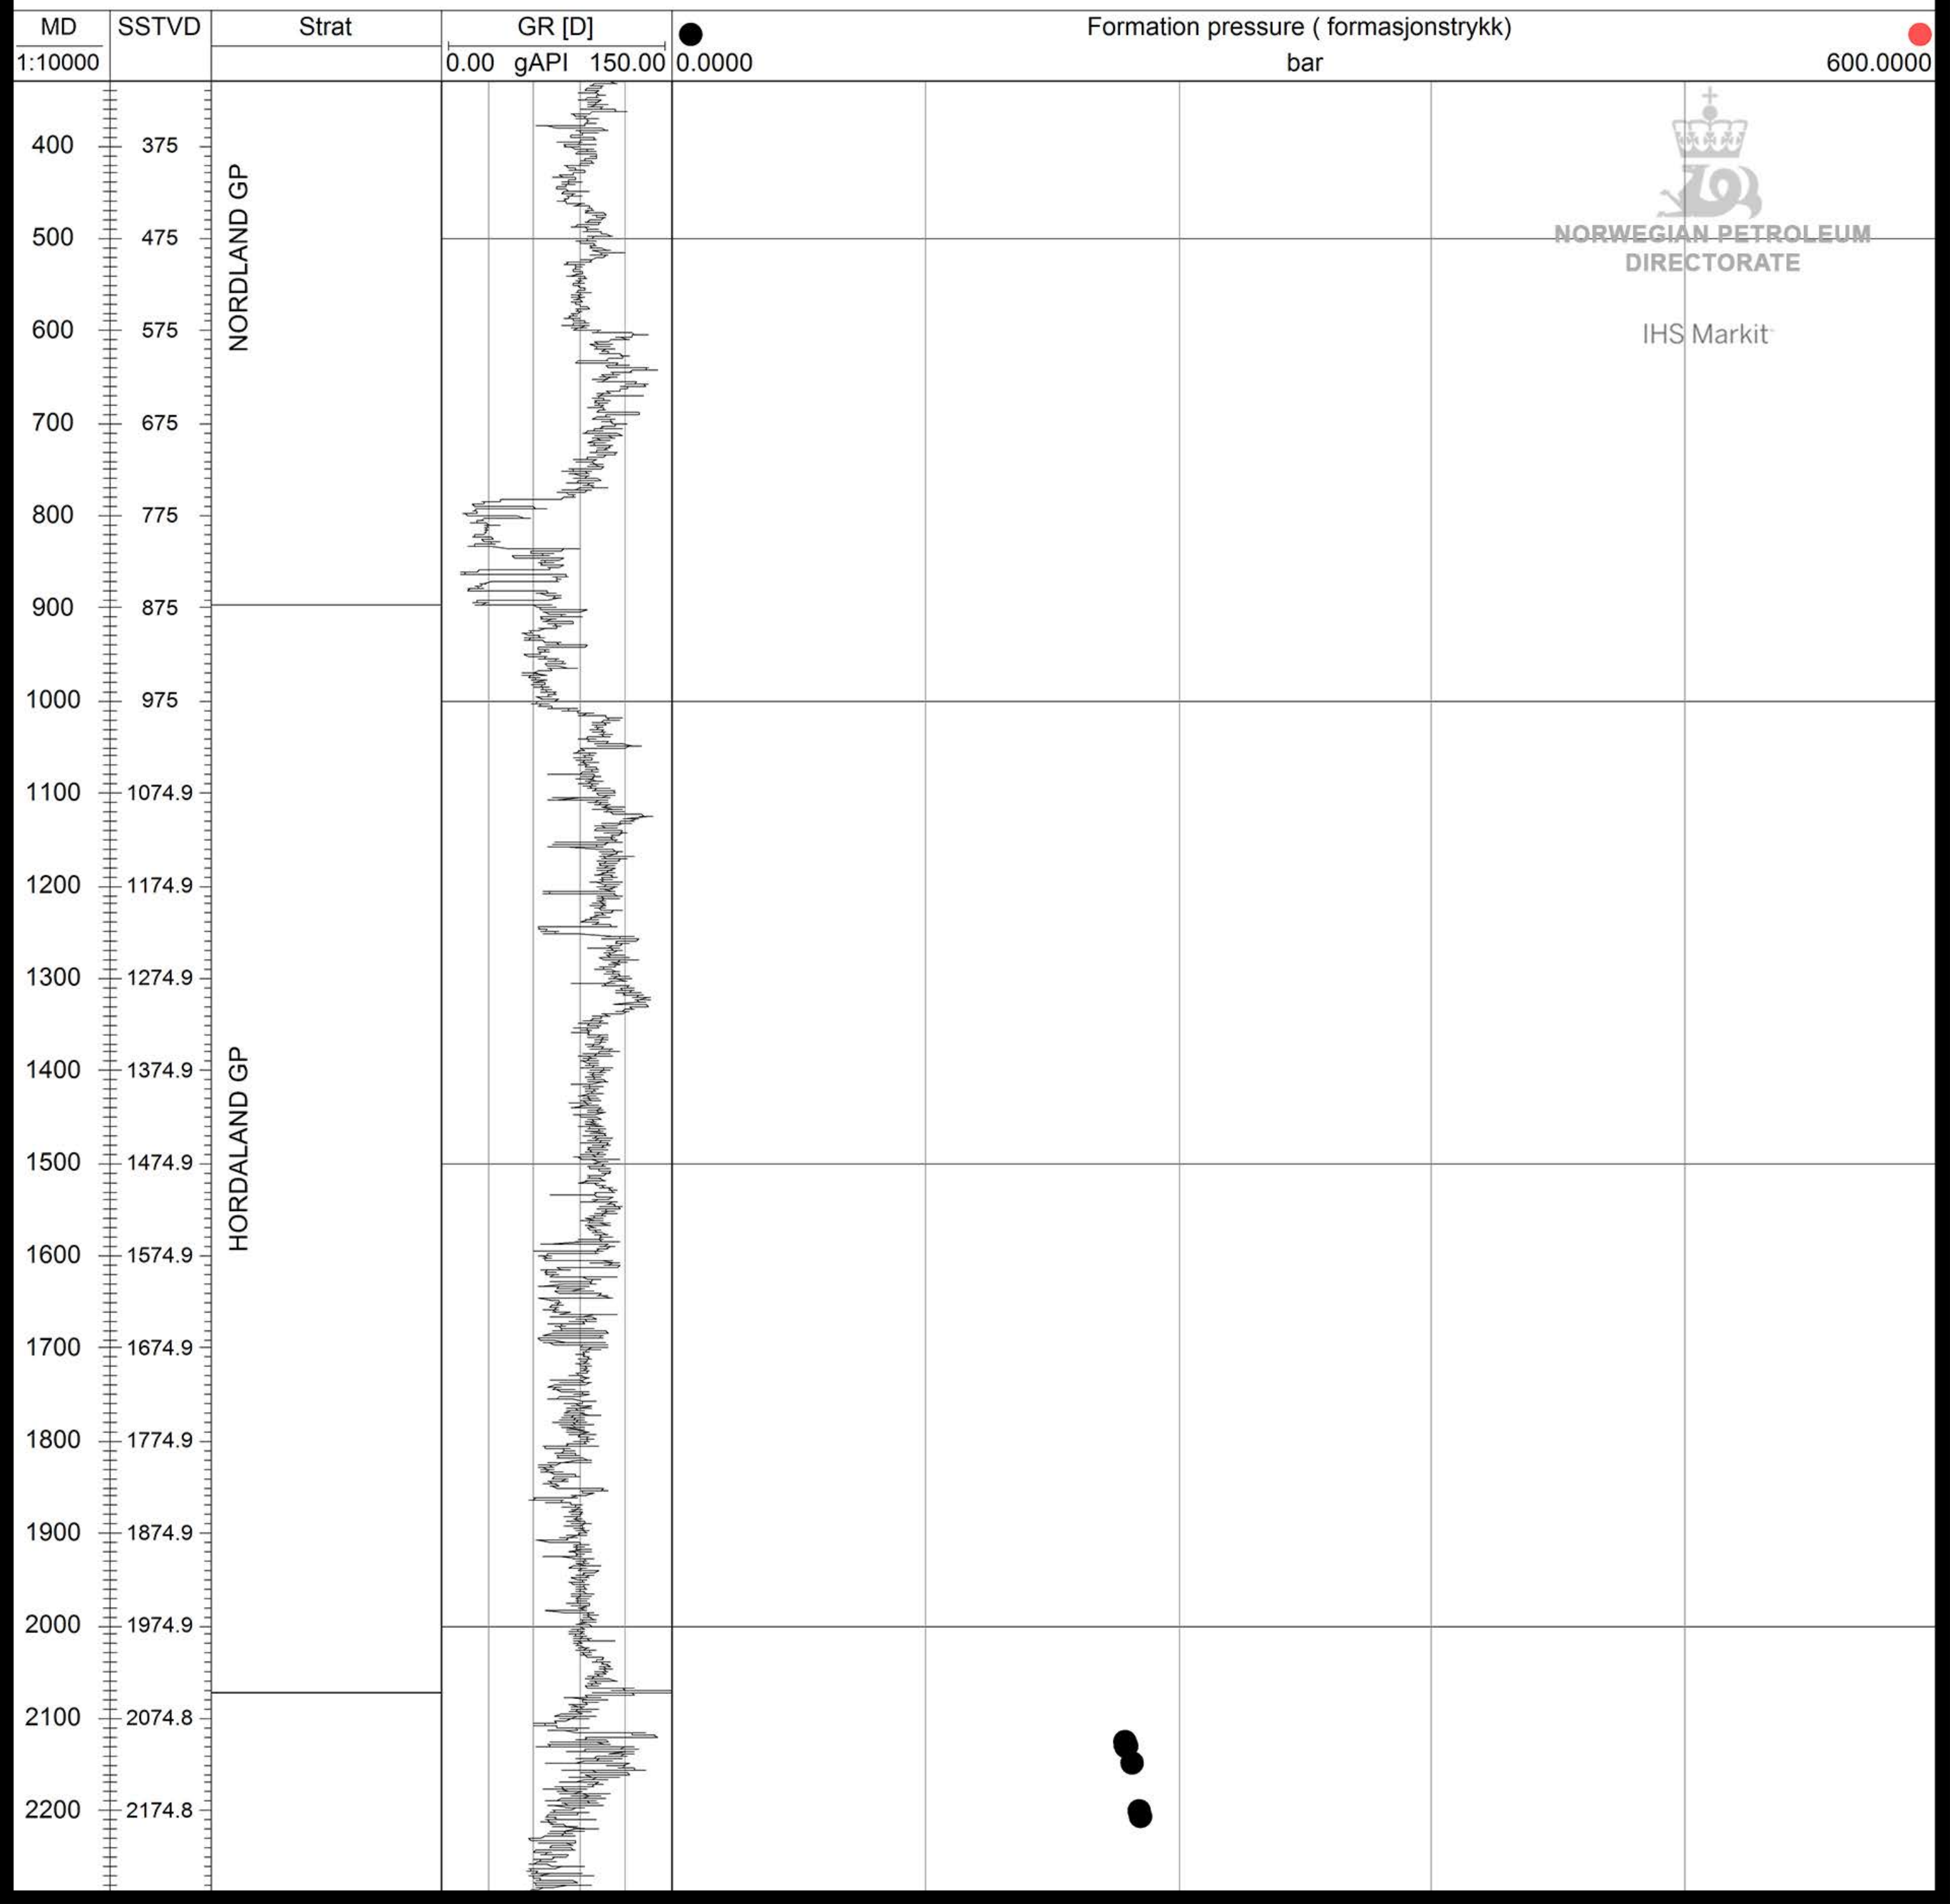 MD SSTVD Strat GR [D] Formation pressure ( formasjonstrykk)
1:10000 0.00 gAPI 150.00 0.0000 bar 600.0000
NORWEGIAN PETROLEUM
DIRECTORATE
IHS Markit
NORDLAND GP
HORDALAND GP
400 375
500 475
600 575
700 675
800 775
900 875
1000 975
1100 1074.9
1200 1174.9
1300 1274.9
1400 1374.9
1500 1474.9
1600 1574.9
1700 1674.9
1800 1774.9
1900 1874.9
2000 1974.9
2100 2074.8
2200 2174.8